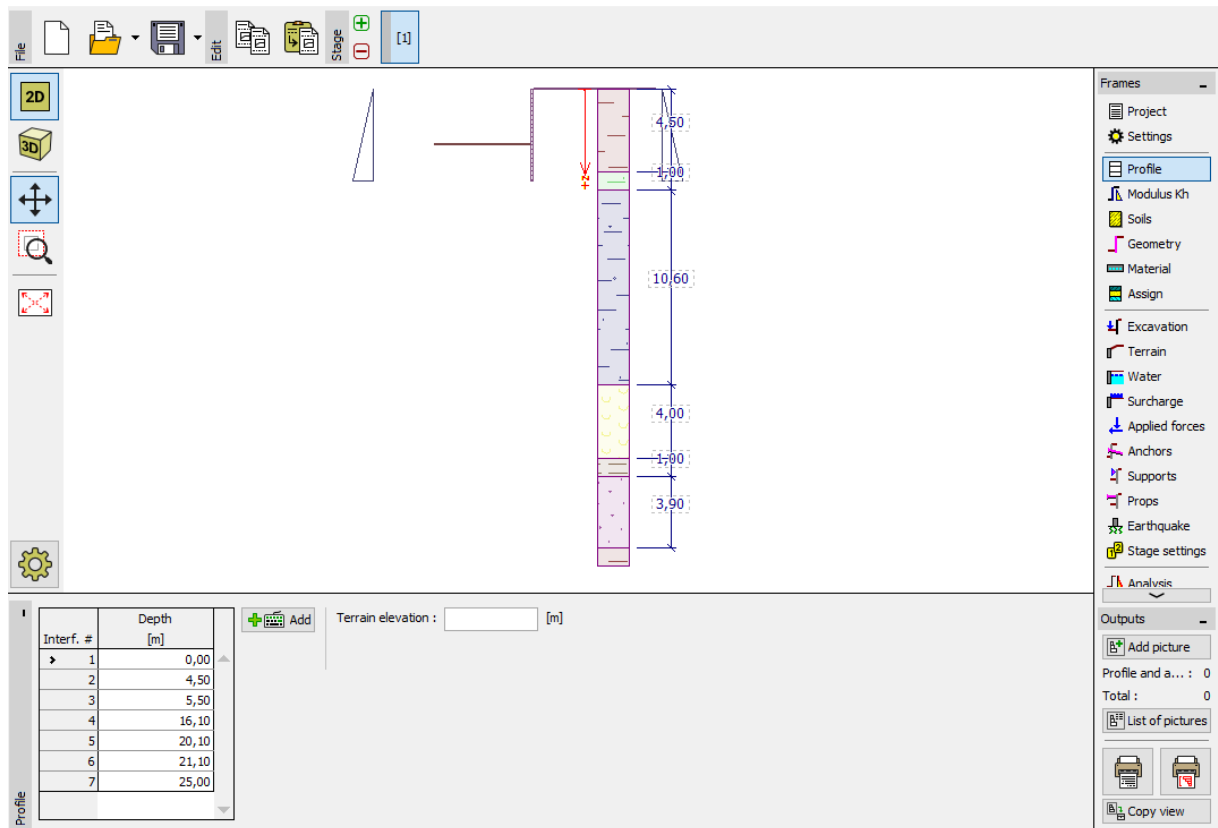 File
Edit
Stage
[1]
2D
3D
+z
4,50
1,00
10,60
4,00
1,00
3,90
Frames
Project
Settings
Profile
Modulus Kh
Soils
Geometry
Material
Assign
Excavation
Terrain
Water
Surcharge
Applied forces
Anchors
Supports
Props
Earthquake
Stage settings
Analysis
Profile
Interf. # Depth
[m]
1 0,00
2 4,50
3 5,50
4 16,10
5 20,10
6 21,10
7 25,00
Add
Terrain elevation : [m]
Outputs
Add picture
Profile and a... : 0
Total : 0
List of pictures
Copy view